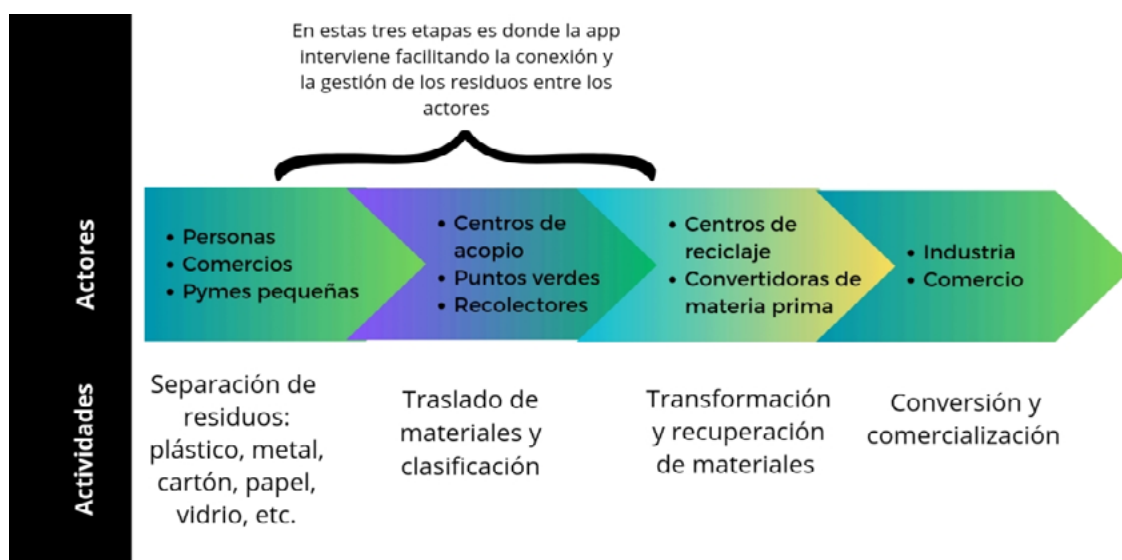 En estas tres etapas es donde la app
interviene facilitando la conexión y
la gestión de los residuos entre los
actores
Actores
• Personas
• Comercios
• Pymes pequeñas
• Centros de
acopio
• Puntos verdes
• Recolectores
• Centros de
reciclaje
• Convertidoras de
materia prima
• Industria
• Comercio
Actividades
Separación de
residuos:
plástico, metal,
cartón, papel,
vidrio, etc.
Traslado de
materiales y
clasificación
Transformación
y recuperación
de materiales
Conversión y
comercialización